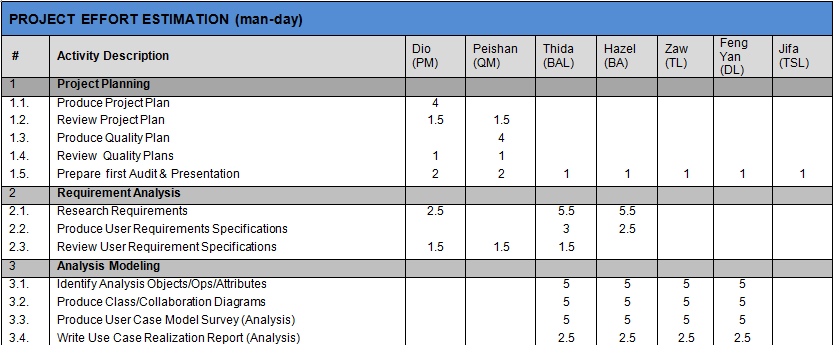 PROJECT EFFORT ESTIMATION (man-day)
# Activity Description Dio (PM) Peishan (QM) Thida (BAL) Hazel (BA) Zaw (TL) Feng Yan (DL) Jifa (TSL)
1 Project Planning
1.1. Produce Project Plan 4
1.2. Review Project Plan 1.5 1.5
1.3. Produce Quality Plan 4
1.4. Review Quality Plans 1 1
1.5. Prepare first Audit & Presentation 2 2 1 1 1 1 1
2 Requirement Analysis
2.1. Research Requirements 2.5 5.5 5.5
2.2. Produce User Requirements Specifications 3 2.5
2.3. Review User Requirement Specifications 1.5 1.5 1.5
3 Analysis Modeling
3.1. Identify Analysis Objects/Ops/Attributes 5 5 5 5
3.2. Produce Class/Collaboration Diagrams 5 5 5 5
3.3. Produce User Case Model Survey (Analysis) 5 5 5 5
3.4. Write Use Case Realization Report (Analysis) 2.5 2.5 2.5 2.5